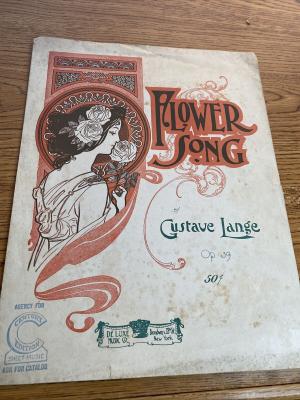 FLOWER
SONG
by
Gustave Lange
Op. 39
50¢
AGENCY FOR
CENTURY
EDITION
SHEET MUSIC
ASK FOR CATALOG
DE LUXE
MUSIC CO.
New York